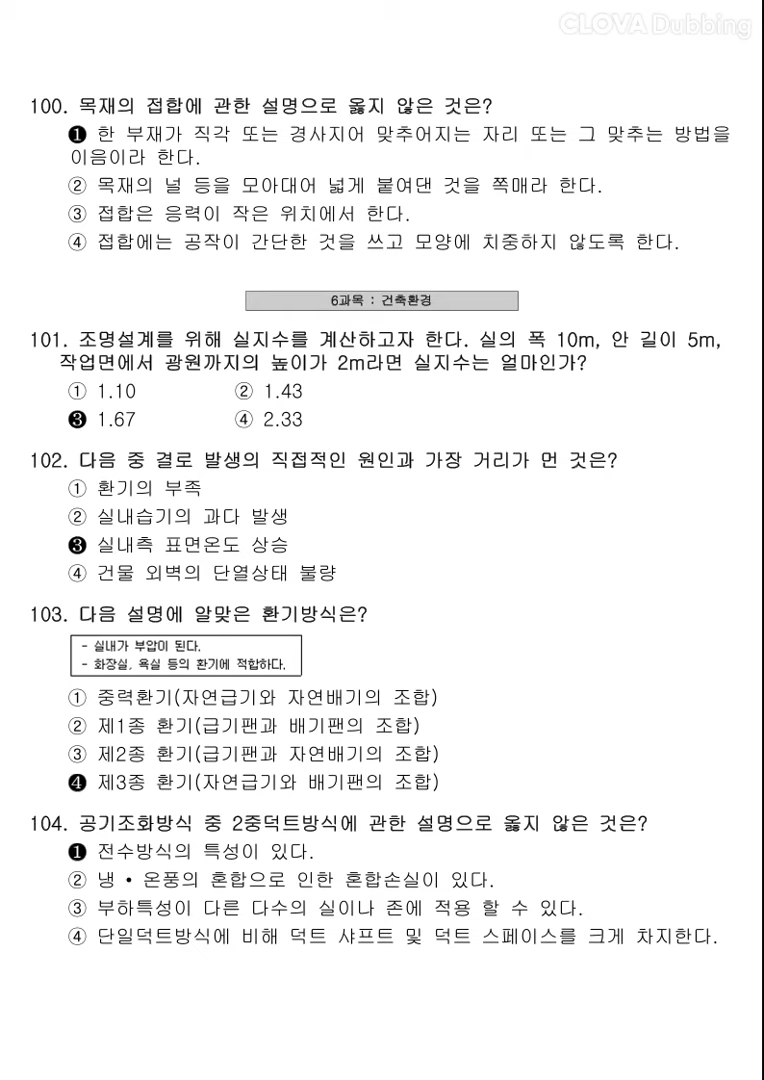 CLOVA Dubbing
100. 목재의 접합에 관한 설명으로 옳지 않은 것은?
❶ 한 부재가 직각 또는 경사지어 맞추어지는 자리 또는 그 맞추는 방법을
이음이라 한다.
② 목재의 널 등을 모아대어 넓게 붙여댄 것을 쪽매라 한다.
③ 접합은 응력이 작은 위치에서 한다.
④ 접합에는 공작이 간단한 것을 쓰고 모양에 치중하지 않도록 한다.
6과목 : 건축환경
101. 조명설계를 위해 실지수를 계산하고자 한다. 실의 폭 10m, 안 길이 5m,
작업면에서 광원까지의 높이가 2m라면 실지수는 얼마인가?
① 1.10 ② 1.43
❸ 1.67 ④ 2.33
102. 다음 중 결로 발생의 직접적인 원인과 가장 거리가 먼 것은?
① 환기의 부족
② 실내습기의 과다 발생
❸ 실내측 표면온도 상승
④ 건물 외벽의 단열상태 불량
103. 다음 설명에 알맞은 환기방식은?
- 실내가 부압이 된다.
- 화장실, 욕실 등의 환기에 적합하다.
① 중력환기(자연급기와 자연배기의 조합)
② 제1종 환기(급기팬과 배기팬의 조합)
③ 제2종 환기(급기팬과 자연배기의 조합)
❹ 제3종 환기(자연급기와 배기팬의 조합)
104. 공기조화방식 중 2중덕트방식에 관한 설명으로 옳지 않은 것은?
❶ 전수방식의 특성이 있다.
② 냉 • 온풍의 혼합으로 인한 혼합손실이 있다.
③ 부하특성이 다른 다수의 실이나 존에 적용 할 수 있다.
④ 단일덕트방식에 비해 덕트 샤프트 및 덕트 스페이스를 크게 차지한다.